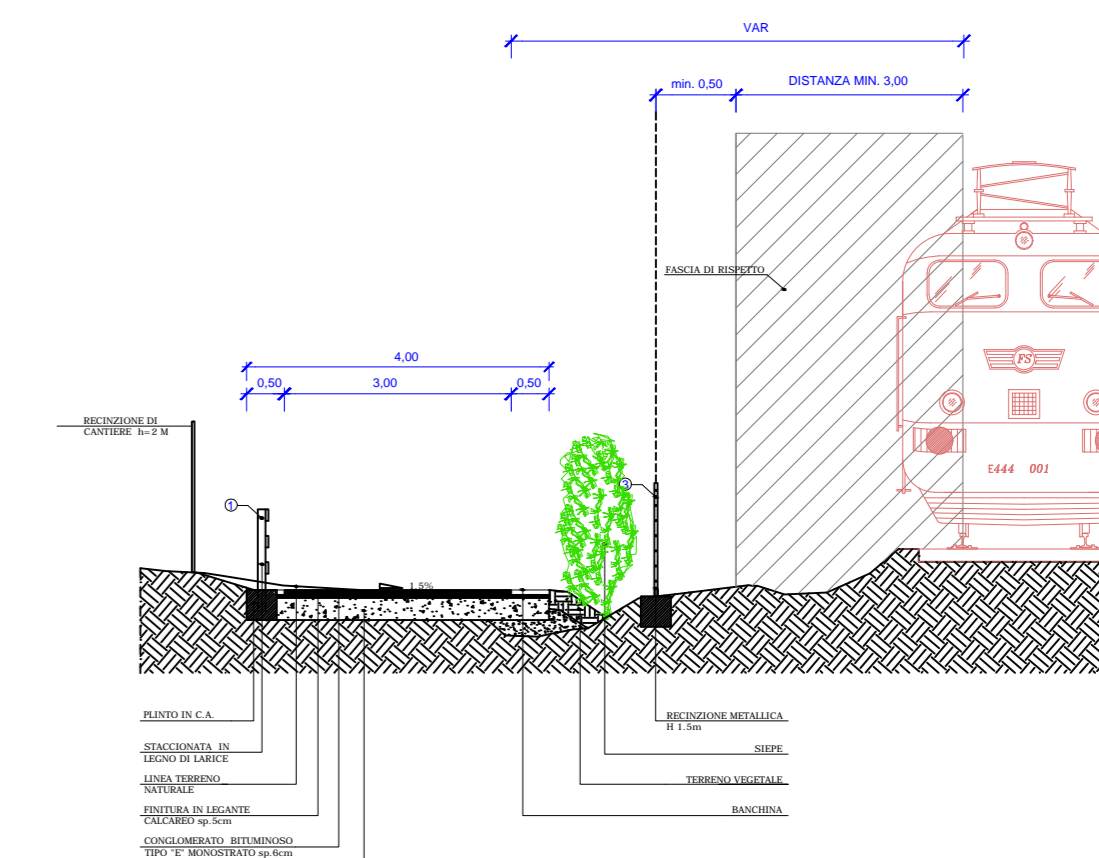 VAR
min. 0,50
DISTANZA MIN. 3,00
FASCIA DI RISPETTO
4,00
0,50
3,00
0,50
RECINZIONE DI
CANTIERE h=2 M
FS
E444 001
1
3
1.5%
PLINTO IN C.A.
STACCIONATA IN
LEGNO DI LARICE
LINEA TERRENO
NATURALE
FINITURA IN LEGANTE
CALCAREO sp.5cm
CONGLOMERATO BITUMINOSO
TIPO "E" MONOSTRATO sp.6cm
RECINZIONE METALLICA
H 1.5m
SIEPE
TERRENO VEGETALE
BANCHINA